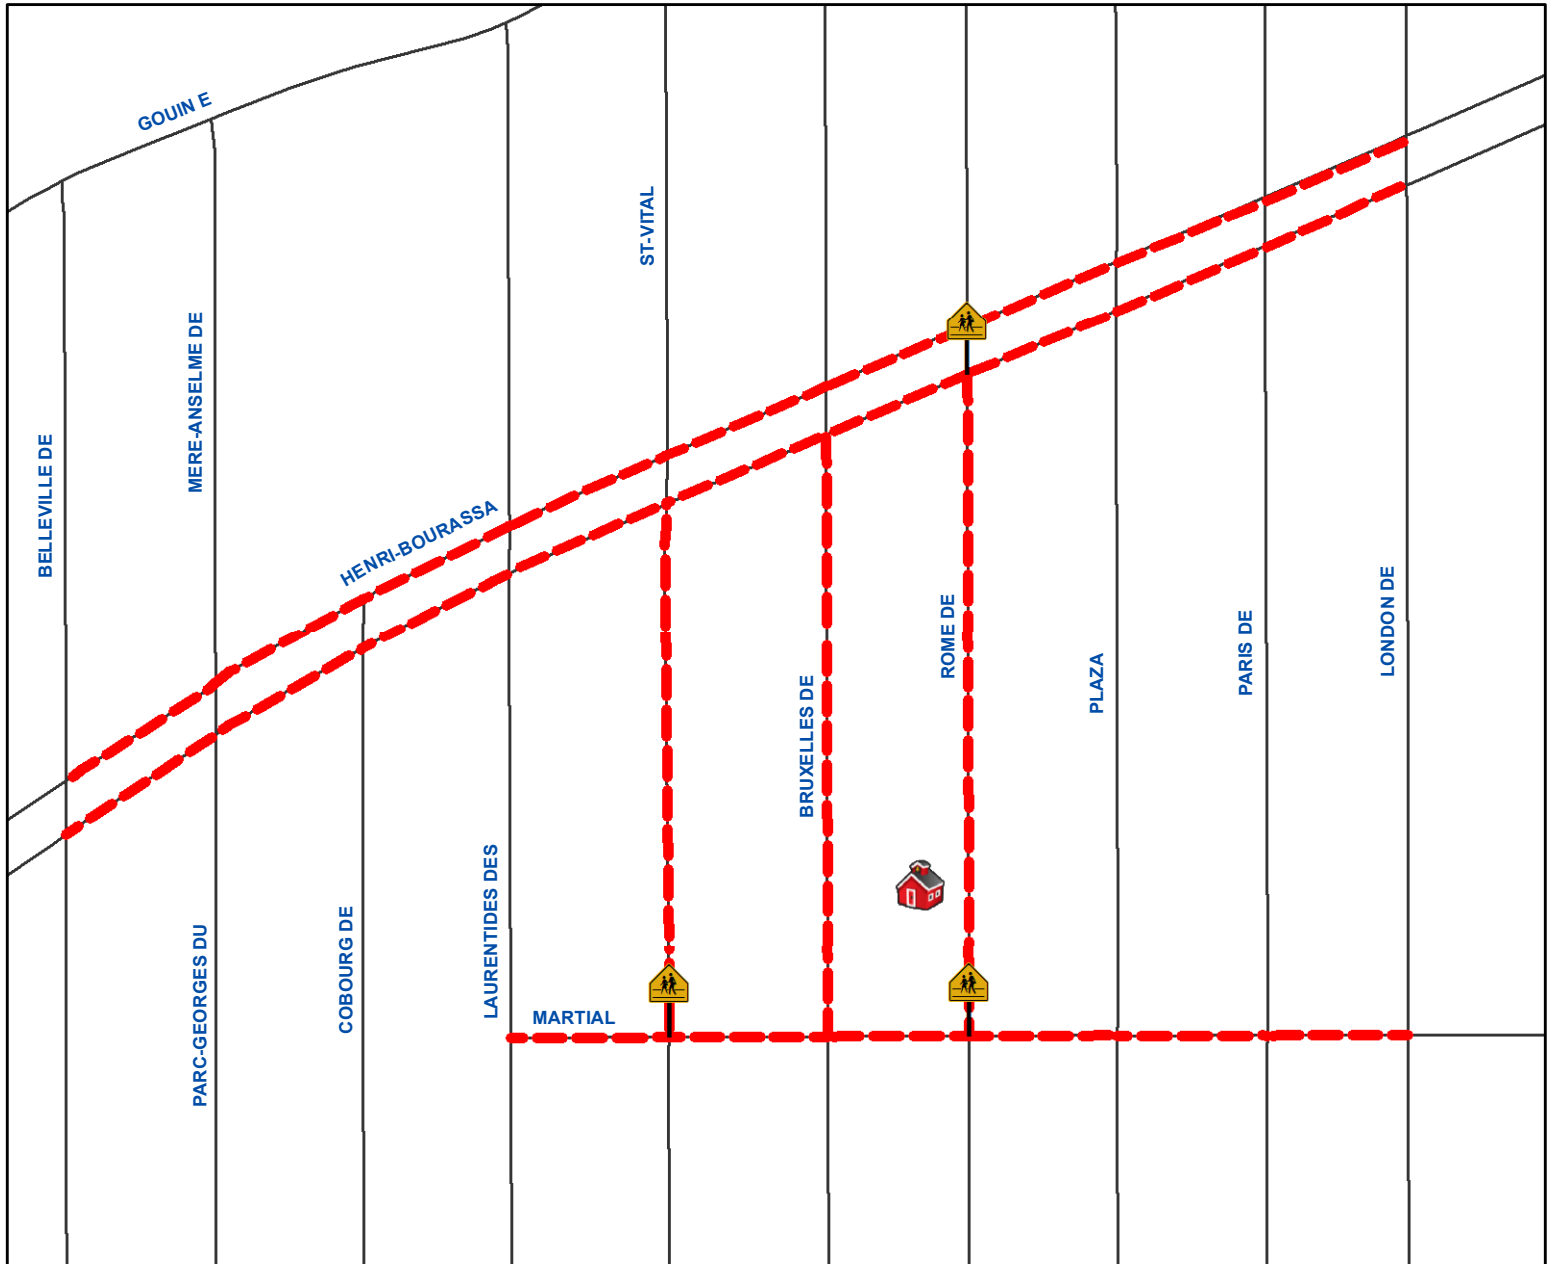 GOUIN E
ST-VITAL
MERE-ANSELME DE
BELLEVILLE DE
HENRI-BOURASSA
ROME DE
LONDON DE
PARIS DE
PLAZA
BRUXELLES DE
LAURENTIDES DES
COBOURG DE
PARC-GEORGES DU
MARTIAL